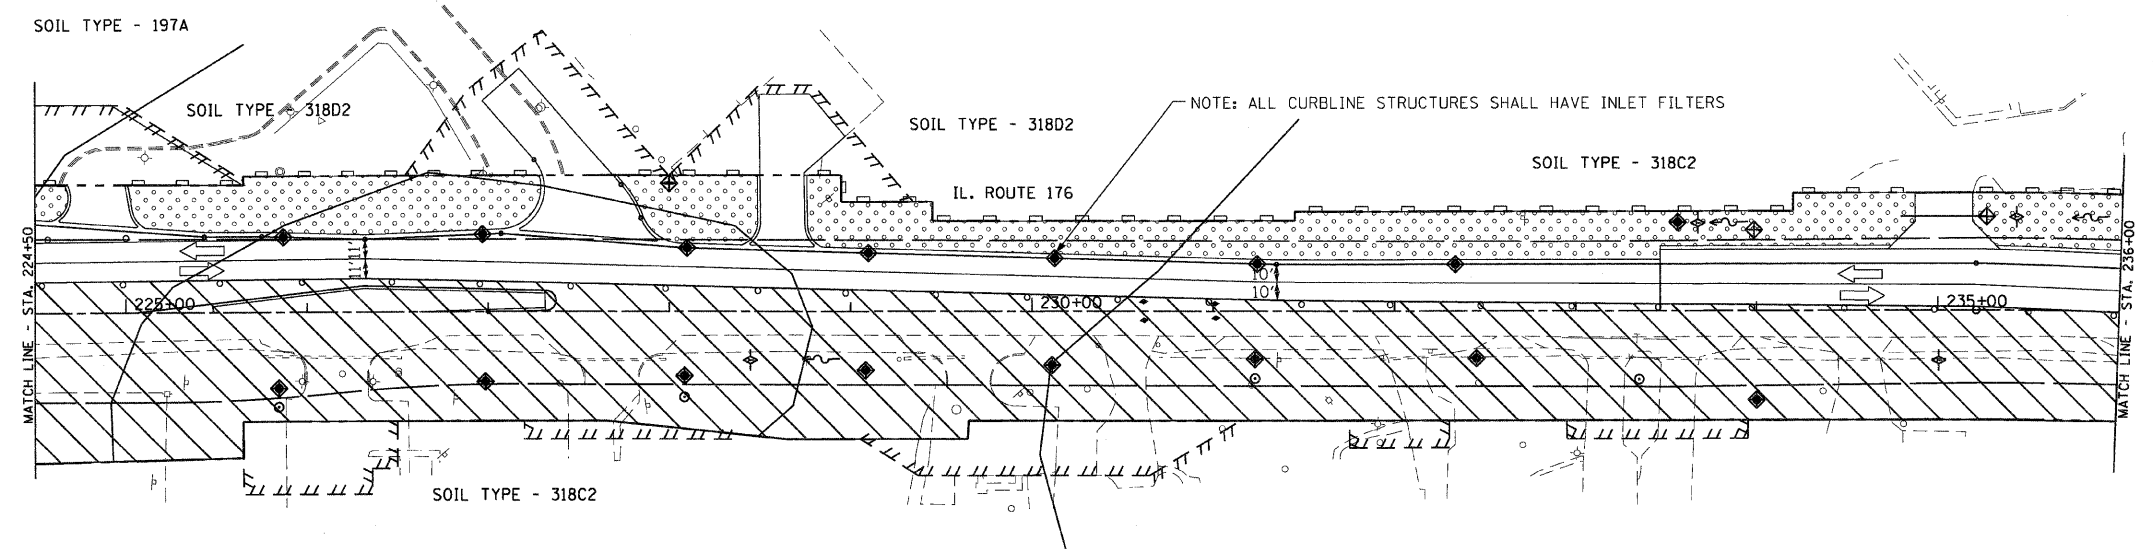 SOIL TYPE - 197A
SOIL TYPE - 318D2
SOIL TYPE - 318D2
NOTE: ALL CURBLINE STRUCTURES SHALL HAVE INLET FILTERS
SOIL TYPE - 318C2
IL. ROUTE 176
MATCH LINE - STA. 224+50
11' 11'
10'
10'
225+00
230+00
235+00
MATCH LINE - STA. 236+00
SOIL TYPE - 318C2